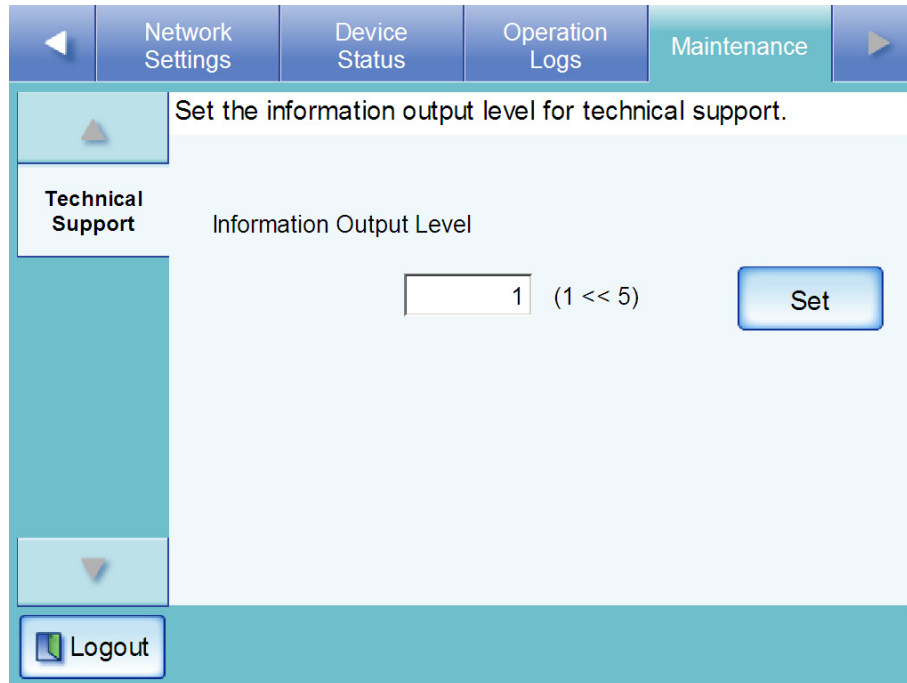 Network Settings
Device Status
Operation Logs
Maintenance
Set the information output level for technical support.
Technical Support
Information Output Level
1 (1 << 5)
Set
Logout